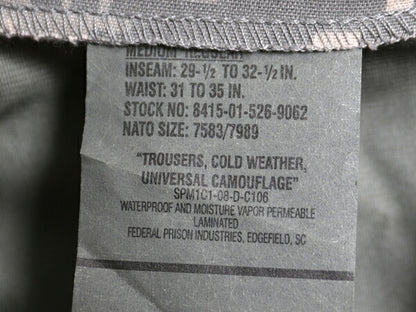 MEDIUM REGULAR
INSEAM: 29-1/2 TO 32-1/2 IN.
WAIST: 31 TO 35 IN.
STOCK NO: 8415-01-526-9062
NATO SIZE: 7583/7989
"TROUSERS, COLD WEATHER,
UNIVERSAL CAMOUFLAGE"
SPM1C1-08-D-C106
WATERPROOF AND MOISTURE VAPOR PERMEABLE
LAMINATED
FEDERAL PRISON INDUSTRIES, EDGEFIELD, SC